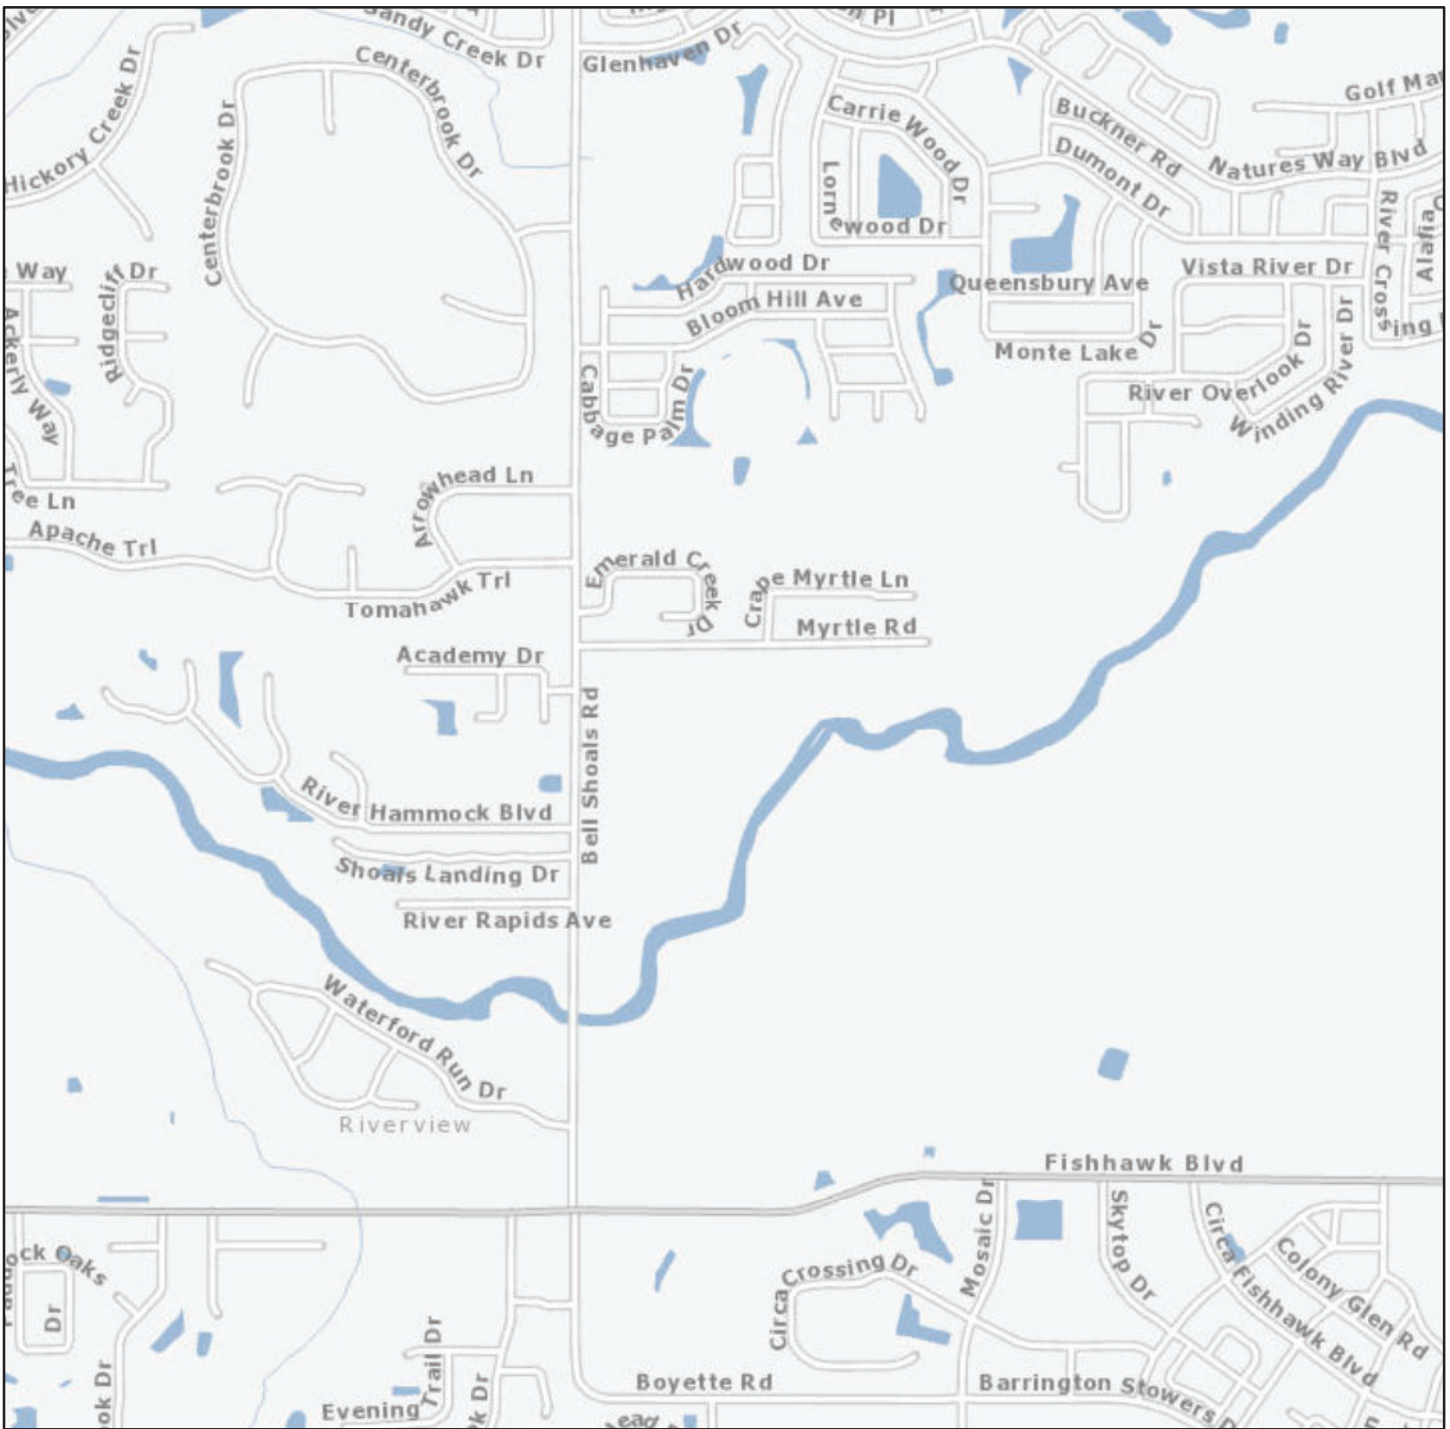 Sandy Creek Dr
Glenhaven Dr
Pl
Hickory Creek Dr
Centerbrook Dr
Centerbrook Dr
Carrie Wood Dr
Buckner Rd
Golf
Dumont Dr
Natures Way Blvd
Lornewood Dr
River Crossing
Alafia
Way
Ridgecliff Dr
Hardwood Dr
Queensbury Ave
Vista River Dr
Bloom Hill Ave
Ackerly Way
Monte Lake Dr
River Overlook Dr
Winding River Dr
Cabbage Palm Dr
Tree Ln
Arrowhead Ln
Apache Trl
Tomahawk Trl
Emerald Creek Dr
Crape Myrtle Ln
Myrtle Rd
Academy Dr
Bell Shoals Rd
River Hammock Blvd
Shoals Landing Dr
River Rapids Ave
Waterford Run Dr
Riverview
Fishhawk Blvd
Mosaic Dr
Skytop Dr
Circa Fishhawk Blvd
Colony Glen Rd
Oaks
Dr
Circa Crossing Dr
Trail Dr
Evening
ok Dr
k Dr
Boyette Rd
Barrington Stowers D